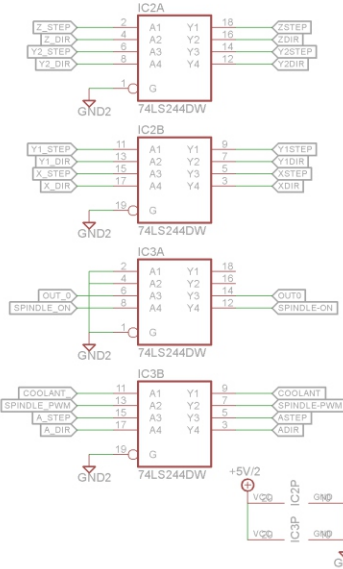 IC2A
Z_STEP 2 A1 Y1 18 ZSTEP
Z_DIR 4 A2 Y2 16 ZDIR
Y2_STEP 6 A3 Y3 14 Y2STEP
Y2_DIR 8 A4 Y4 12 Y2DIR
1 G
GND2 74LS244DW
IC2B
Y1_STEP 11 A1 Y1 9 Y1STEP
Y1_DIR 13 A2 Y2 7 Y1DIR
X_STEP 15 A3 Y3 5 XSTEP
X_DIR 17 A4 Y4 3 XDIR
19 G
GND2 74LS244DW
IC3A
2 A1 Y1 18
4 A2 Y2 16
OUT_0 6 A3 Y3 14 OUT0
SPINDLE_ON 8 A4 Y4 12 SPINDLE-ON
1 G
GND2 74LS244DW
IC3B
COOLANT_ 11 A1 Y1 9 COOLANT
SPINDLE_PWM 13 A2 Y2 7 SPINDLE-PWM
A_STEP 15 A3 Y3 5 ASTEP
A_DIR 17 A4 Y4 3 ADIR
19 G
GND2 74LS244DW
+5V/2
VCC IC2P GND
VCC IC3P GND